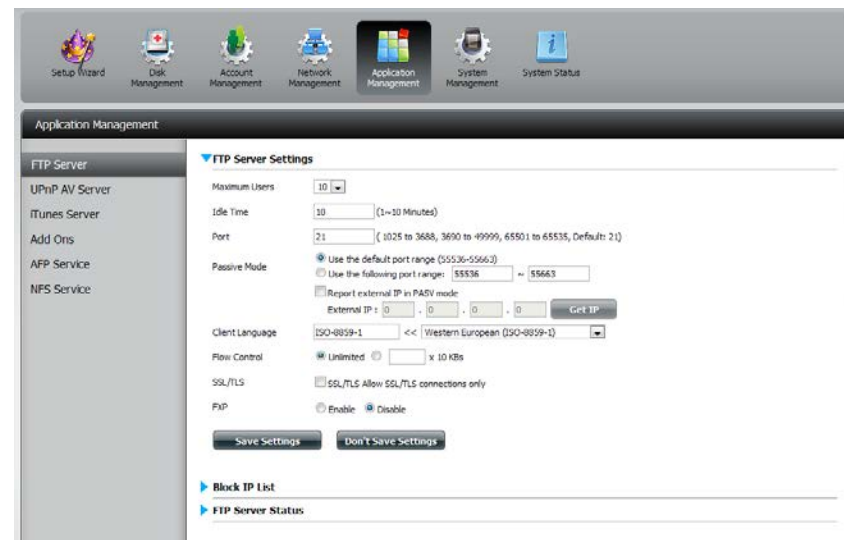 Setup Wizard
Disk Management
Account Management
Network Management
Application Management
System Management
System Status
Application Management
FTP Server
UPnP AV Server
iTunes Server
Add Ons
AFP Service
NFS Service
FTP Server Settings
Maximum Users 10
Idle Time 10 (1~10 Minutes)
Port 21 ( 1025 to 3688, 3690 to 49999, 65501 to 65535, Default: 21)
Passive Mode Use the default port range (55536-55663)
Use the following port range: 55536 ~ 55663
Report external IP in PASV mode
External IP : 0 . 0 . 0 . 0 Get IP
Client Language ISO-8859-1 << Western European (ISO-8859-1)
Flow Control Unlimited x 10 KBs
SSL/TLS SSL/TLS Allow SSL/TLS connections only
FXP Enable Disable
Save Settings Don't Save Settings
Block IP List
FTP Server Status